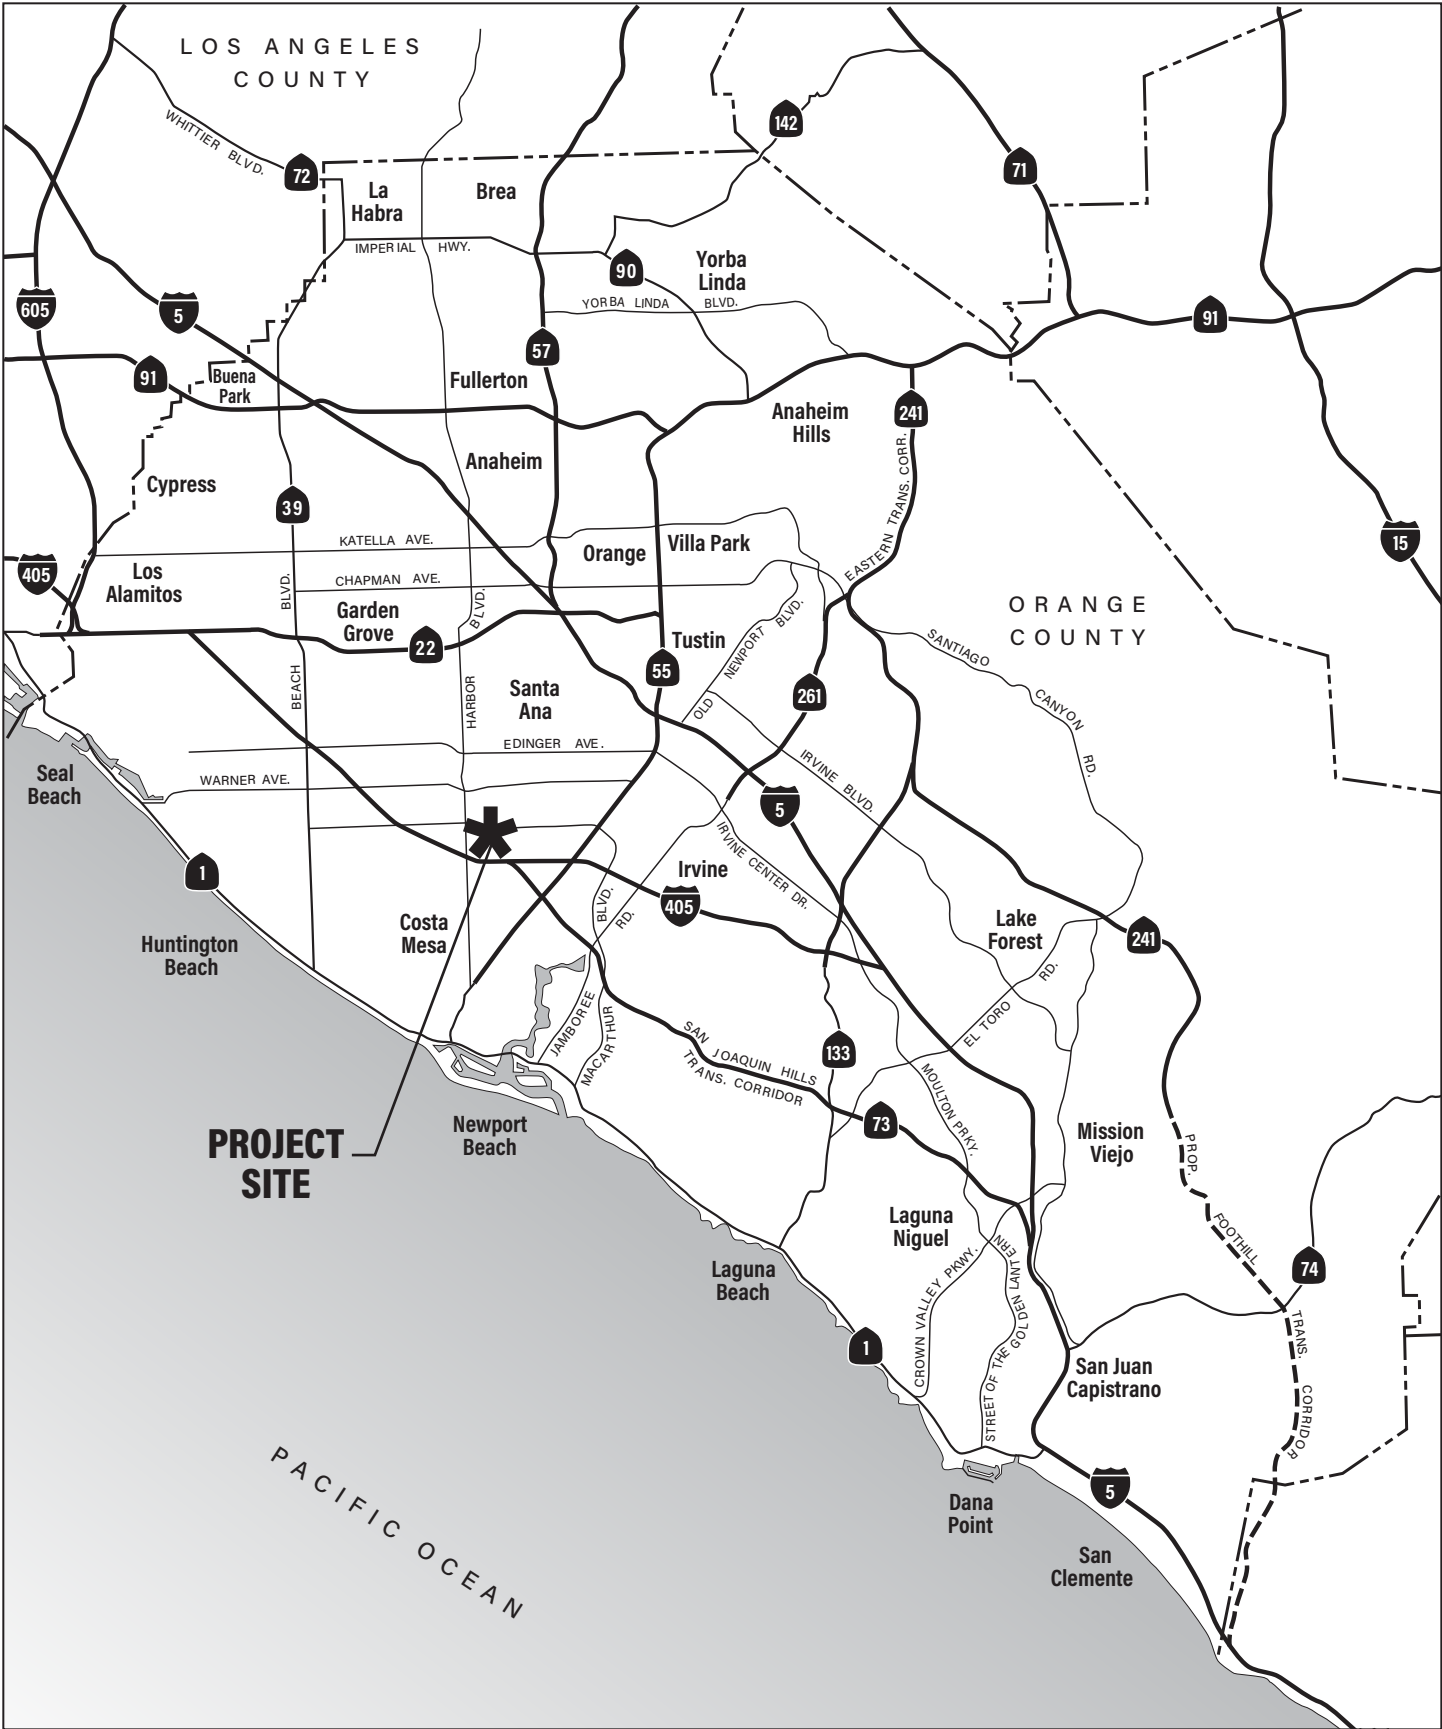 LOS ANGELES
COUNTY
WHITTIER BLVD.
142
72
71
La
Habra
Brea
IMPERIAL HWY.
90
Yorba
Linda
605
5
YORBA LINDA BLVD.
91
57
91
Buena
Park
Fullerton
Anaheim
Hills
241
Anaheim
Cypress
39
EASTERN TRANS. CORR.
KATELLA AVE.
Orange
Villa Park
15
405
Los
Alamitos
CHAPMAN AVE.
BLVD.
BLVD.
Garden
Grove
22
ORANGE
COUNTY
Tustin
OLD NEWPORT BLVD.
SANTIAGO CANYON RD.
55
261
BEACH
HARBOR
Santa
Ana
EDINGER AVE.
WARNER AVE.
IRVINE BLVD.
Seal
Beach
5
1
Irvine
IRVINE CENTER DR.
405
BLVD.
RD.
Costa
Mesa
Huntington
Beach
Lake
Forest
241
EL TORO RD.
JAMBOREE
MACARTHUR
SAN JOAQUIN HILLS
TRANS. CORRIDOR
133
MOULTON PRKY.
73
Newport
Beach
PROJECT
SITE
Mission
Viejo
PROP. FOOTHILL TRANS. CORRIDOR
Laguna
Niguel
74
Laguna
Beach
CROWN VALLEY PKWY.
STREET OF THE GOLDEN LANTERN
1
San Juan
Capistrano
PACIFIC OCEAN
5
Dana
Point
San
Clemente